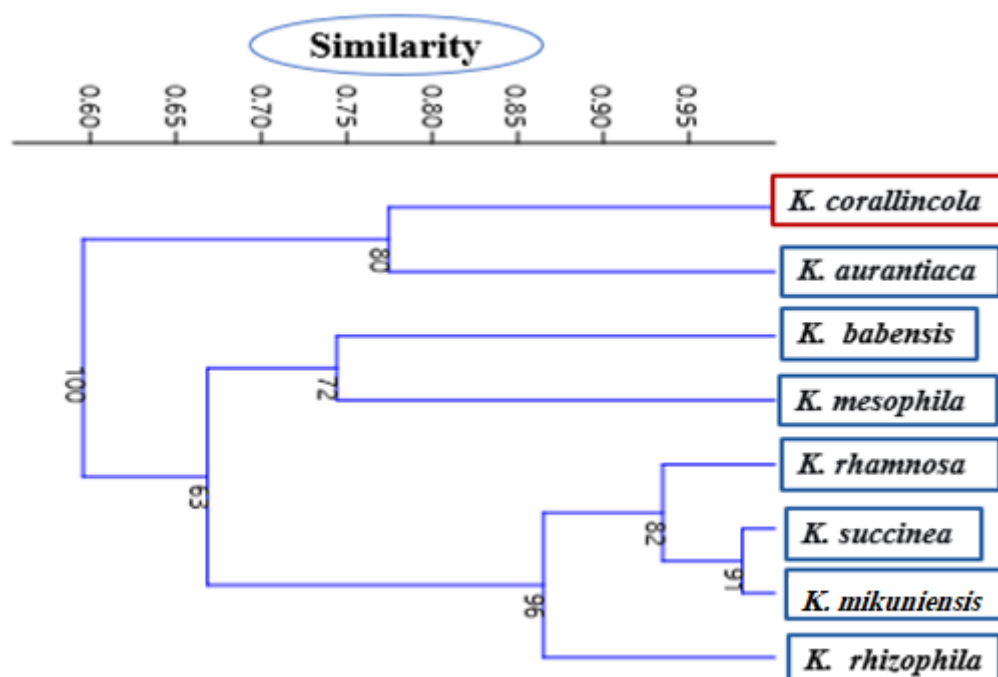 Similarity
0.60 0.65 0.70 0.75 0.80 0.85 0.90 0.95
K. corallincola
80
K. aurantiaca
K. babensis
100
72
K. mesophila
K. rhamnosa
63
82
K. succinea
91
K. mikuniensis
96
K. rhizophila